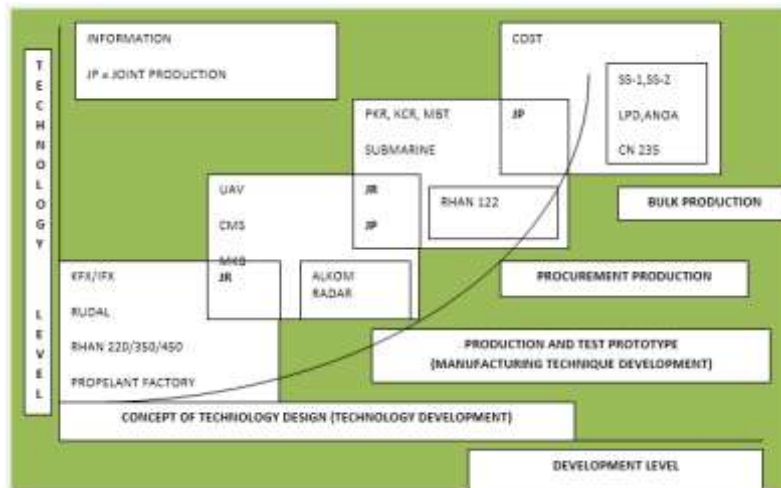 INFORMATION
JP = JOINT PRODUCTION
COST
SS-1,SS-2
LPD,ANOA
CN 235
PKR, KCR, MBT
JP
SUBMARINE
UAV
JR
RHAN 122
BULK PRODUCTION
CMS
JP
MKB
KFX/IFX
JR
ALKOM
RADAR
PROCUREMENT PRODUCTION
RUDAL
RHAN 220/350/450
PRODUCTION AND TEST PROTOTYPE
(MANUFACTURING TECHNIQUE DEVELOPMENT)
PROPELANT FACTORY
CONCEPT OF TECHNOLOGY DESIGN (TECHNOLOGY DEVELOPMENT)
DEVELOPMENT LEVEL
TECHNOLOGY LEVEL